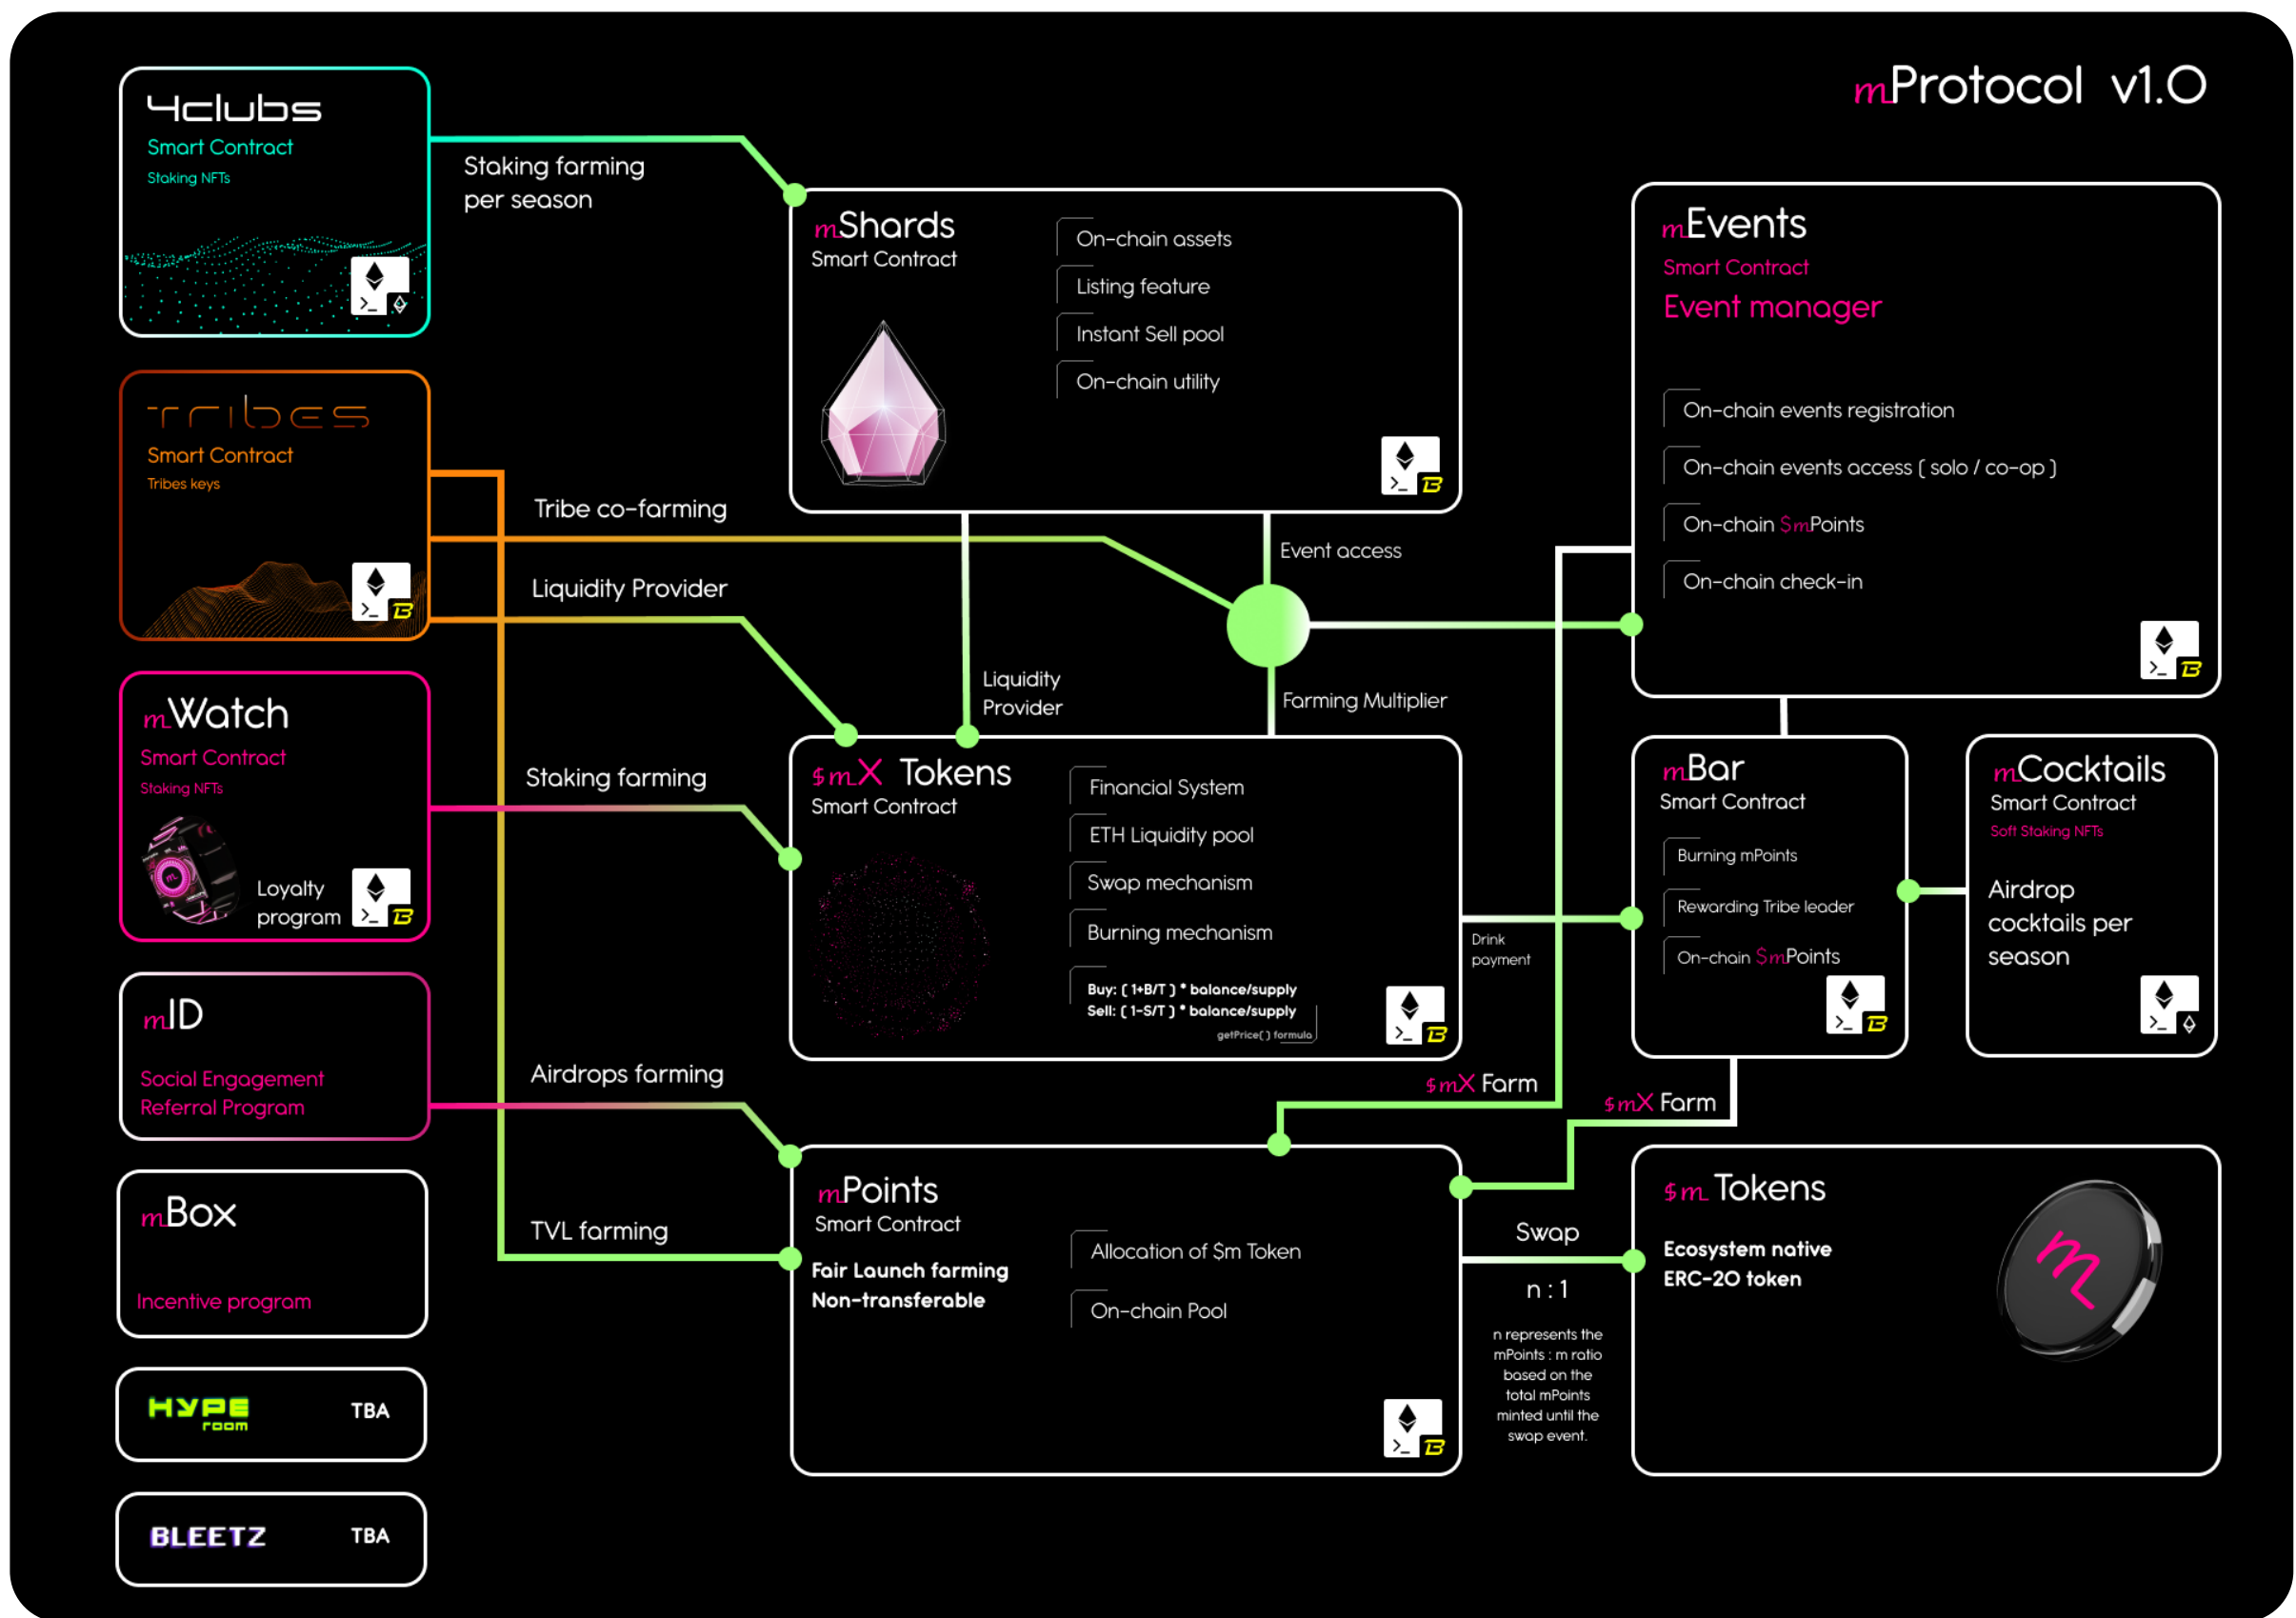 mProtocol v1.0
4clubs
Smart Contract
Staking NFTs
Staking farming
per season
TRIBES
Smart Contract
Tribes keys
Tribe co-farming
Liquidity Provider
mWatch
Smart Contract
Staking NFTs
Loyalty
program
Staking farming
mID
Social Engagement
Referral Program
Airdrops farming
mBox
Incentive program
TVL farming
HYPE
room
TBA
BLEETZ
TBA
mShards
Smart Contract
On-chain assets
Listing feature
Instant Sell pool
On-chain utility
Event access
Liquidity
Provider
Farming Multiplier
$mX Tokens
Smart Contract
Financial System
ETH Liquidity pool
Swap mechanism
Burning mechanism
Buy: ( 1+B/T ) * balance/supply
Sell: ( 1-S/T ) * balance/supply
getPrice( ) formula
Drink
payment
$mX Farm
$mX Farm
mPoints
Smart Contract
Fair Launch farming
Non-transferable
Allocation of $m Token
On-chain Pool
Swap
n : 1
n represents the
mPoints : m ratio
based on the
total mPoints
minted until the
swap event.
mEvents
Smart Contract
Event manager
On-chain events registration
On-chain events access ( solo / co-op )
On-chain $mPoints
On-chain check-in
mBar
Smart Contract
Burning mPoints
Rewarding Tribe leader
On-chain $mPoints
mCocktails
Smart Contract
Soft Staking NFTs
Airdrop
cocktails per
season
$m Tokens
Ecosystem native
ERC-20 token
m